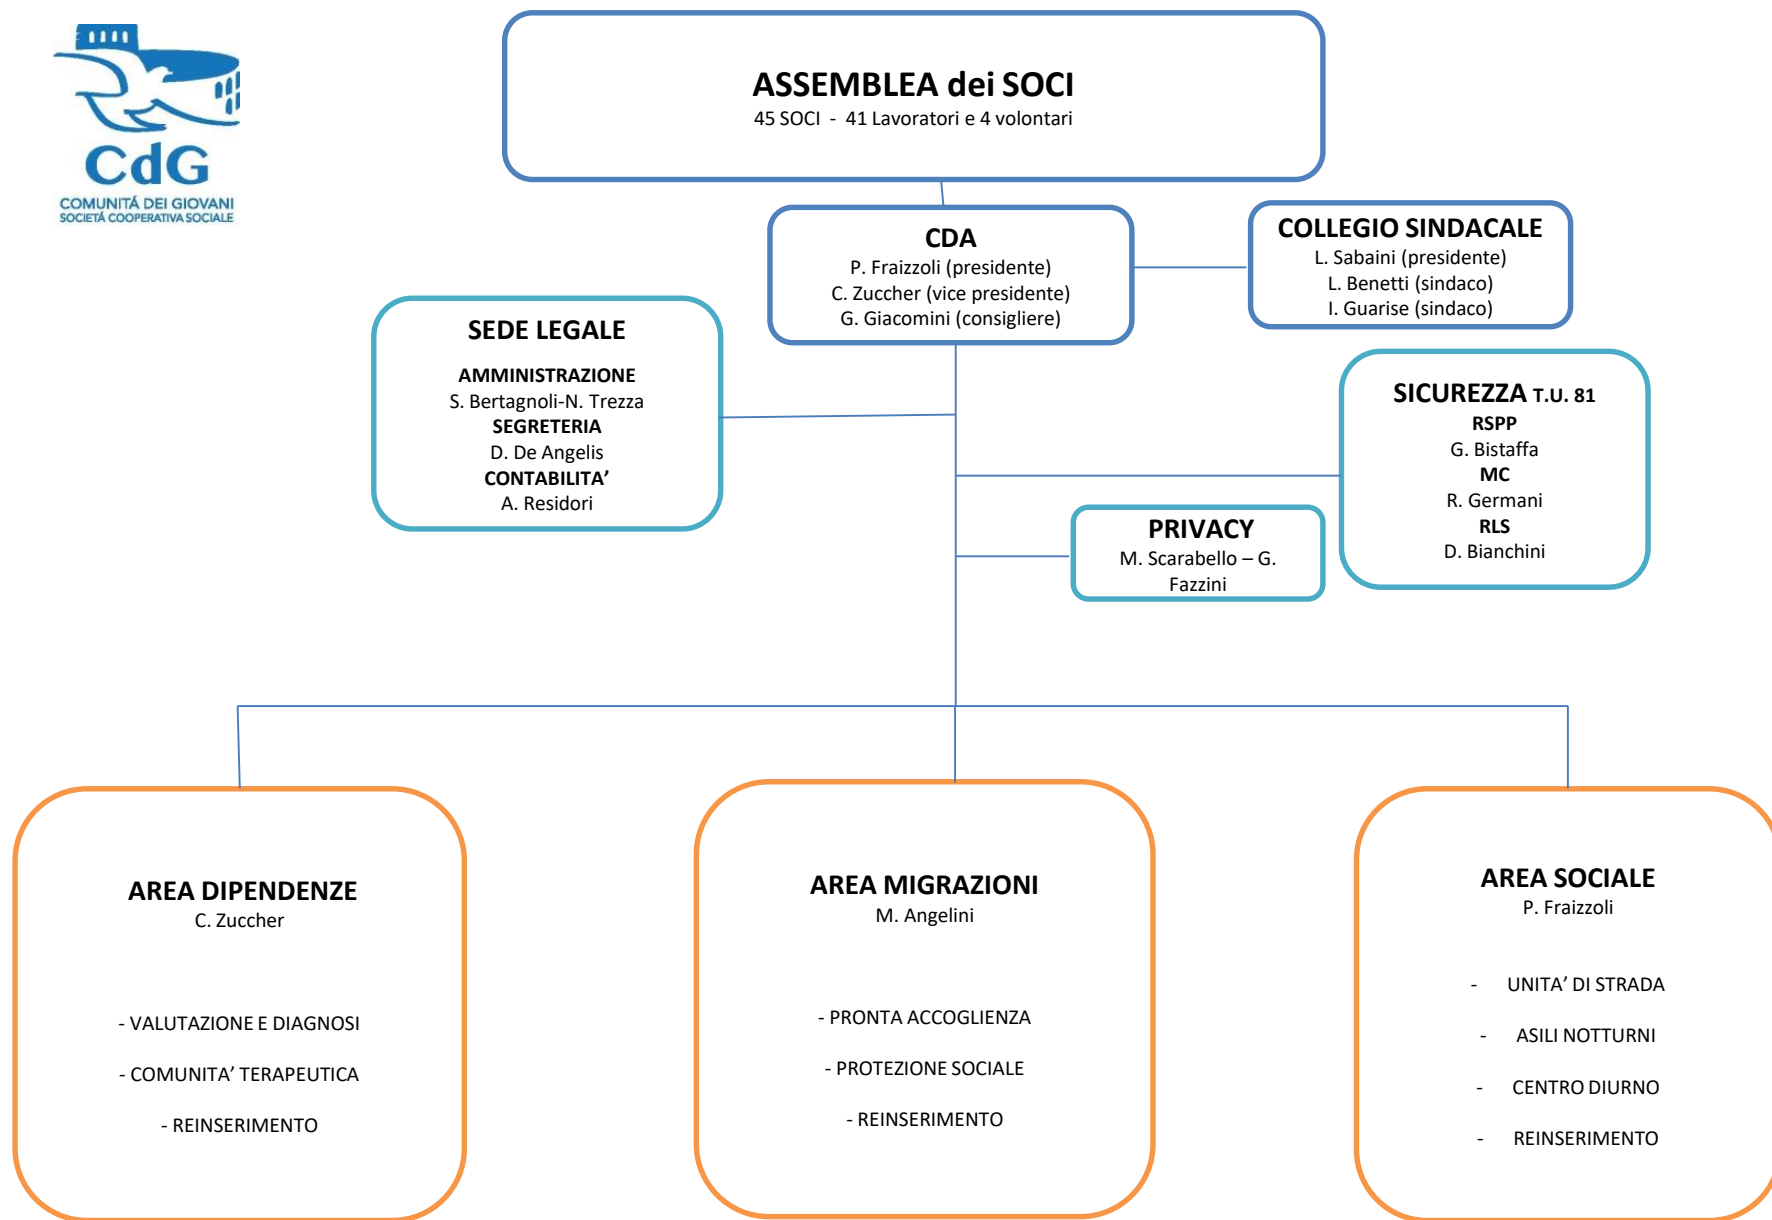 CdG
COMUNITÁ DEI GIOVANI
SOCIETÁ COOPERATIVA SOCIALE
ASSEMBLEA dei SOCI
45 SOCI - 41 Lavoratori e 4 volontari
CDA
P. Fraizzoli (presidente)
C. Zuccher (vice presidente)
G. Giacomini (consigliere)
COLLEGIO SINDACALE
L. Sabaini (presidente)
L. Benetti (sindaco)
I. Guarise (sindaco)
SEDE LEGALE
AMMINISTRAZIONE
S. Bertagnoli-N. Trezza
SEGRETERIA
D. De Angelis
CONTABILITA’
A. Residori
SICUREZZA T.U. 81
RSPP
G. Bistaffa
MC
R. Germani
RLS
D. Bianchini
PRIVACY
M. Scarabello – G.
Fazzini
AREA DIPENDENZE
C. Zuccher
- VALUTAZIONE E DIAGNOSI
- COMUNITA’ TERAPEUTICA
- REINSERIMENTO
AREA MIGRAZIONI
M. Angelini
- PRONTA ACCOGLIENZA
- PROTEZIONE SOCIALE
- REINSERIMENTO
AREA SOCIALE
P. Fraizzoli
- UNITA’ DI STRADA
- ASILI NOTTURNI
- CENTRO DIURNO
- REINSERIMENTO